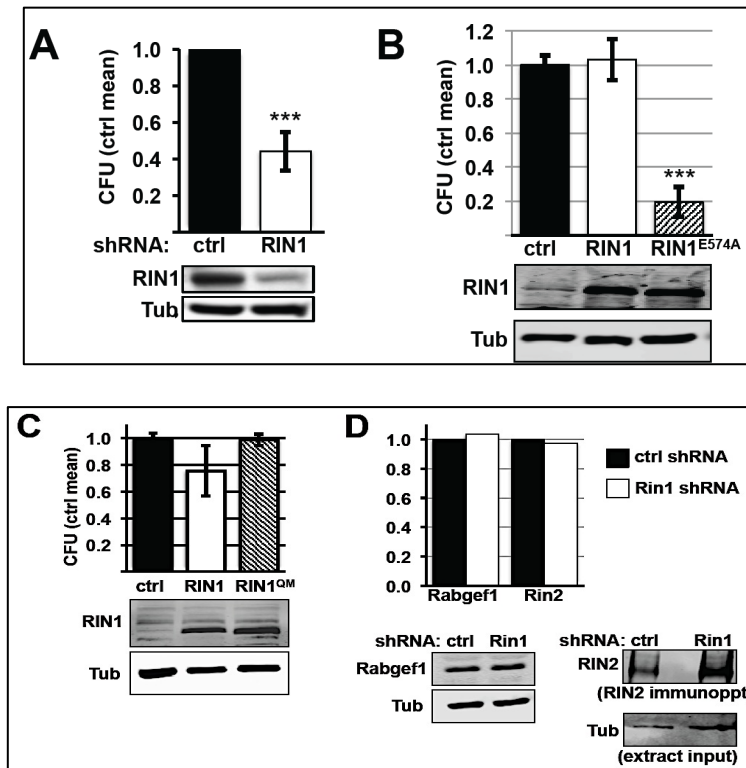 A
CFU (ctrl mean)
1.0
0.8
0.6
0.4
0.2
***
shRNA: ctrl RIN1
RIN1
Tub
B
CFU (ctrl mean)
1.2
1.0
0.8
0.6
0.4
0.2
***
ctrl RIN1 RIN1E574A
RIN1
Tub
C
CFU (ctrl mean)
1.0
0.8
0.6
0.4
0.2
ctrl RIN1 RIN1QM
RIN1
Tub
D
1.0
0.8
0.6
0.4
0.2
0.0
Rabgef1 Rin2
ctrl shRNA
Rin1 shRNA
shRNA: ctrl Rin1
Rabgef1
Tub
shRNA: ctrl Rin1
RIN2
(RIN2 immunoppt
Tub
(extract input)